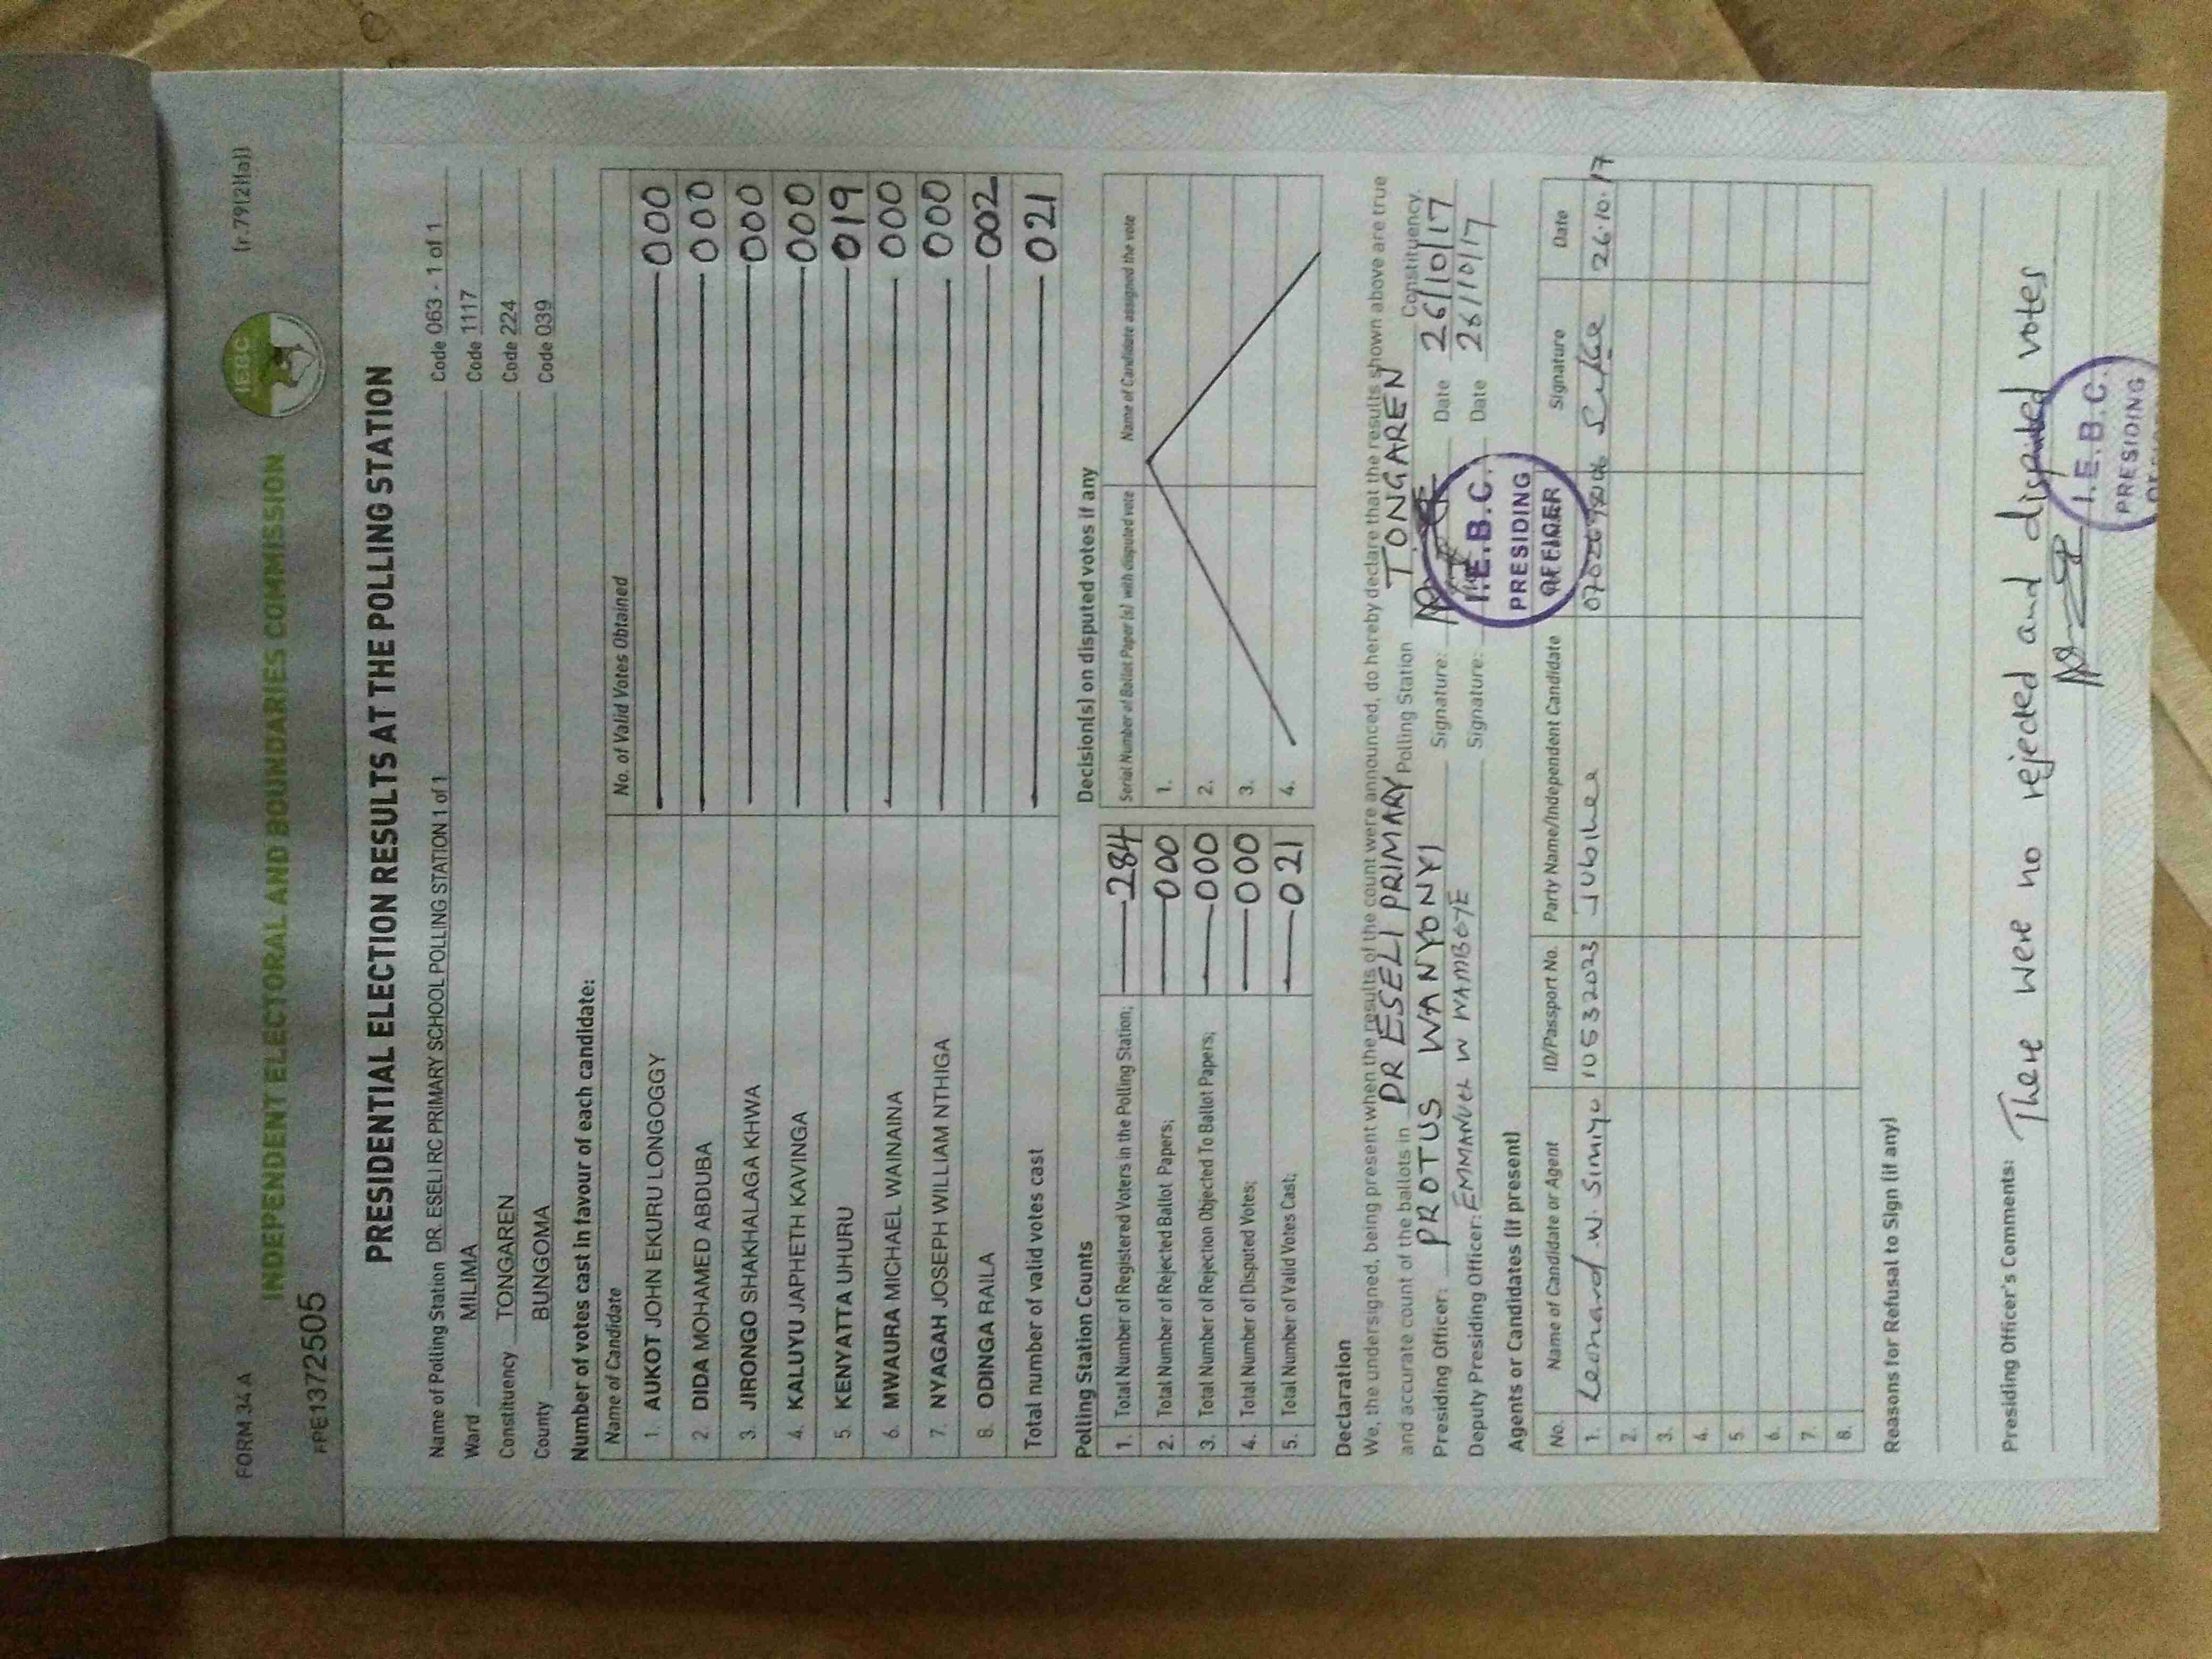 FORM 34 A
(r.79(2)(a))
IEBC
INDEPENDENT ELECTORAL AND BOUNDARIES COMMISSION
FPE1372505
PRESIDENTIAL ELECTION RESULTS AT THE POLLING STATION
Name of Polling Station DR. ESELI RC PRIMARY SCHOOL POLLING STATION 1 of 1 Code 063 - 1 of 1
Ward MILIMA Code 1117
Constituency TONGAREN Code 224
County BUNGOMA Code 039
Number of votes cast in favour of each candidate:
Name of Candidate No. of Valid Votes Obtained
1. AUKOT JOHN EKURU LONGOGGY 000
2. DIDA MOHAMED ABDUBA 000
3. JIRONGO SHAKHALAGA KHWA 000
4. KALUYU JAPHETH KAVINGA 000
5. KENYATTA UHURU 019
6. MWAURA MICHAEL WAINAINA 000
7. NYAGAH JOSEPH WILLIAM NTHIGA 000
8. ODINGA RAILA 002
Total number of valid votes cast 021
Polling Station Counts
1. Total Number of Registered Voters in the Polling Station; 284
2. Total Number of Rejected Ballot Papers; 000
3. Total Number of Rejection Objected To Ballot Papers; 000
4. Total Number of Disputed Votes; 000
5. Total Number of Valid Votes Cast; 021
Decision(s) on disputed votes if any
Serial Number of Ballot Paper (s) with disputed vote Name of Candidate assigned the vote
1.
2.
3.
4.
Declaration
We, the undersigned, being present when the results of the count were announced, do hereby declare that the results shown above are true
and accurate count of the ballots in DR ESELI PRIMARY Polling Station TONGAREN Constituency.
Presiding Officer: PROTUS WANYONYI Signature: Date 26/10/17
Deputy Presiding Officer: EMMANUEL W WAMBOYE Signature: Date 26/10/17
I.E.B.C.
PRESIDING
OFFICER
Agents or Candidates (if present)
No. Name of Candidate or Agent ID/Passport No. Party Name/Independent Candidate Signature Date
1. Leonard W. Simiyu 10532023 Jubilee 26.10.17
2.
3.
4.
5.
6.
7.
8.
Reasons for Refusal to Sign (if any)
Presiding Officer's Comments: There were no rejected and disputed votes
I.E.B.C.
PRESIDING